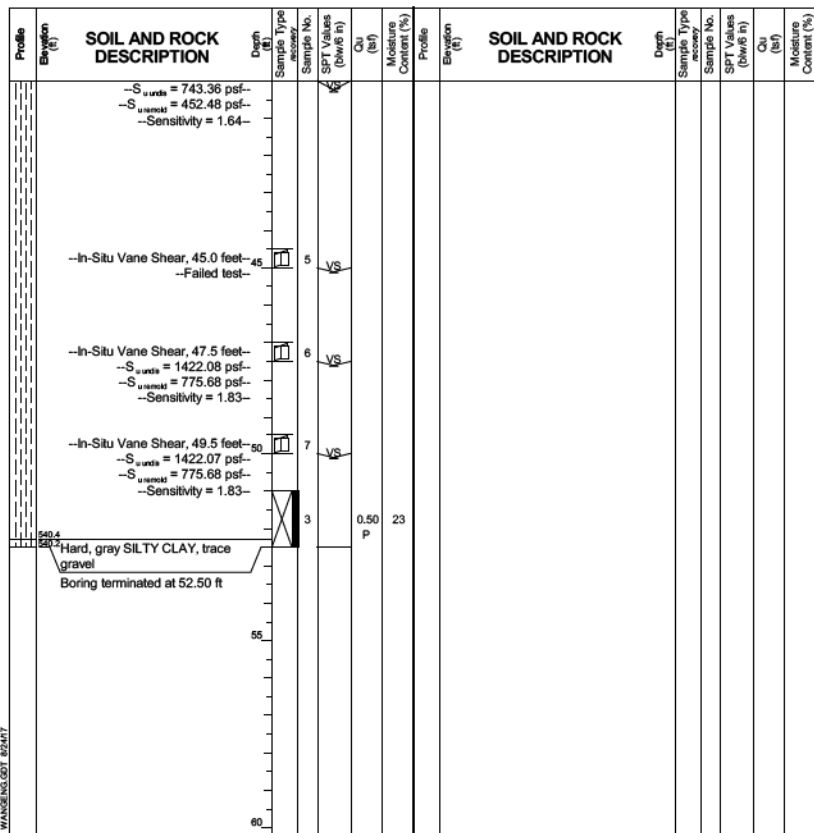 Profile
Elevation (ft)
SOIL AND ROCK DESCRIPTION
Depth (ft)
Sample Type
recovery
Sample No.
SPT Values (blw/6 in)
Qu (tsf)
Moisture Content (%)
Profile
Elevation (ft)
SOIL AND ROCK DESCRIPTION
Depth (ft)
Sample Type
recovery
Sample No.
SPT Values (blw/6 in)
Qu (tsf)
Moisture Content (%)
--S u undis = 743.36 psf-- VS
--S u remold = 452.48 psf--
--Sensitivity = 1.64--
--In-Situ Vane Shear, 45.0 feet-- 45 5 VS
--Failed test--
--In-Situ Vane Shear, 47.5 feet-- 6 VS
--S u undis = 1422.08 psf--
--S u remold = 775.68 psf--
--Sensitivity = 1.83--
--In-Situ Vane Shear, 49.5 feet-- 50 7 VS
--S u undis = 1422.07 psf--
--S u remold = 775.68 psf--
--Sensitivity = 1.83--
3 0.50 23
P
540.4
540.2
Hard, gray SILTY CLAY, trace
gravel
Boring terminated at 52.50 ft
55
60
WANGENG.GDT 8/24/17